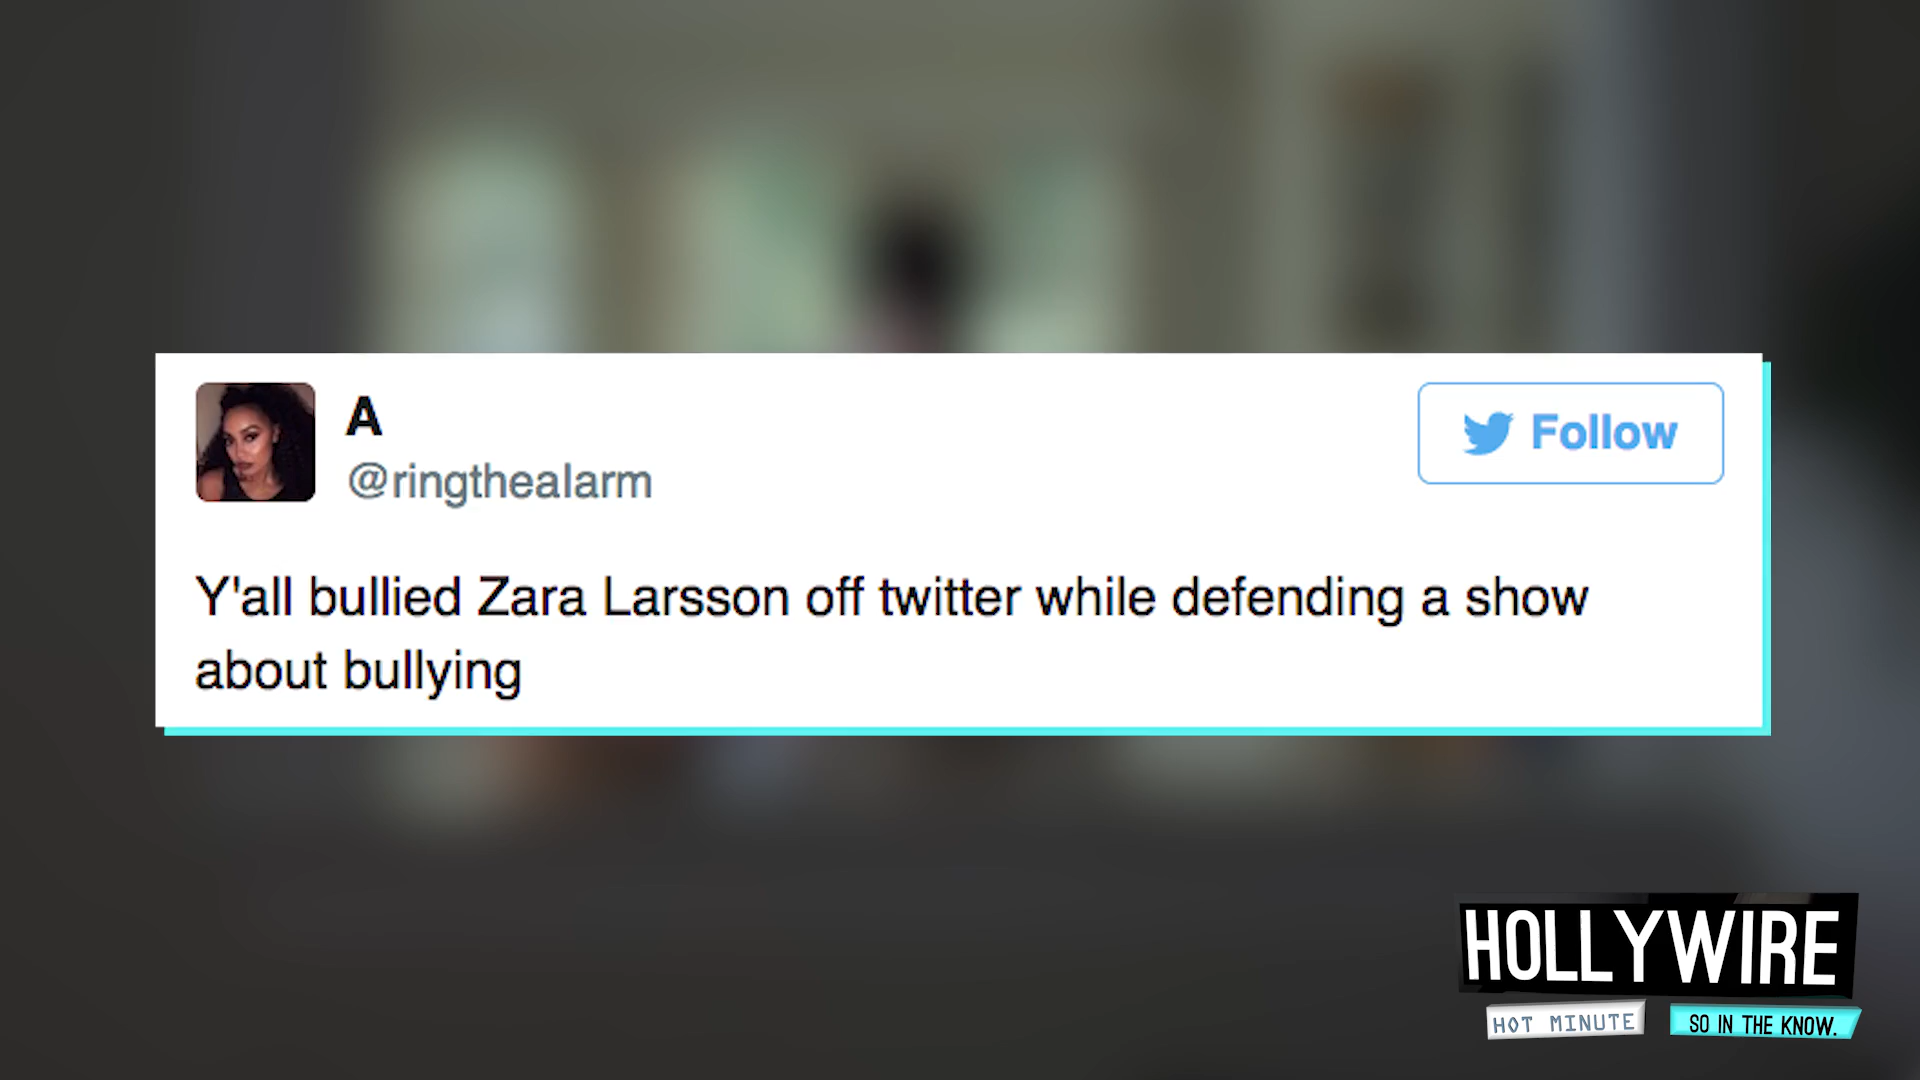 A
@ringthealarm
Follow
Y'all bullied Zara Larsson off twitter while defending a show
about bullying
HOLLYWIRE
HOT MINUTE
SO IN THE KNOW.